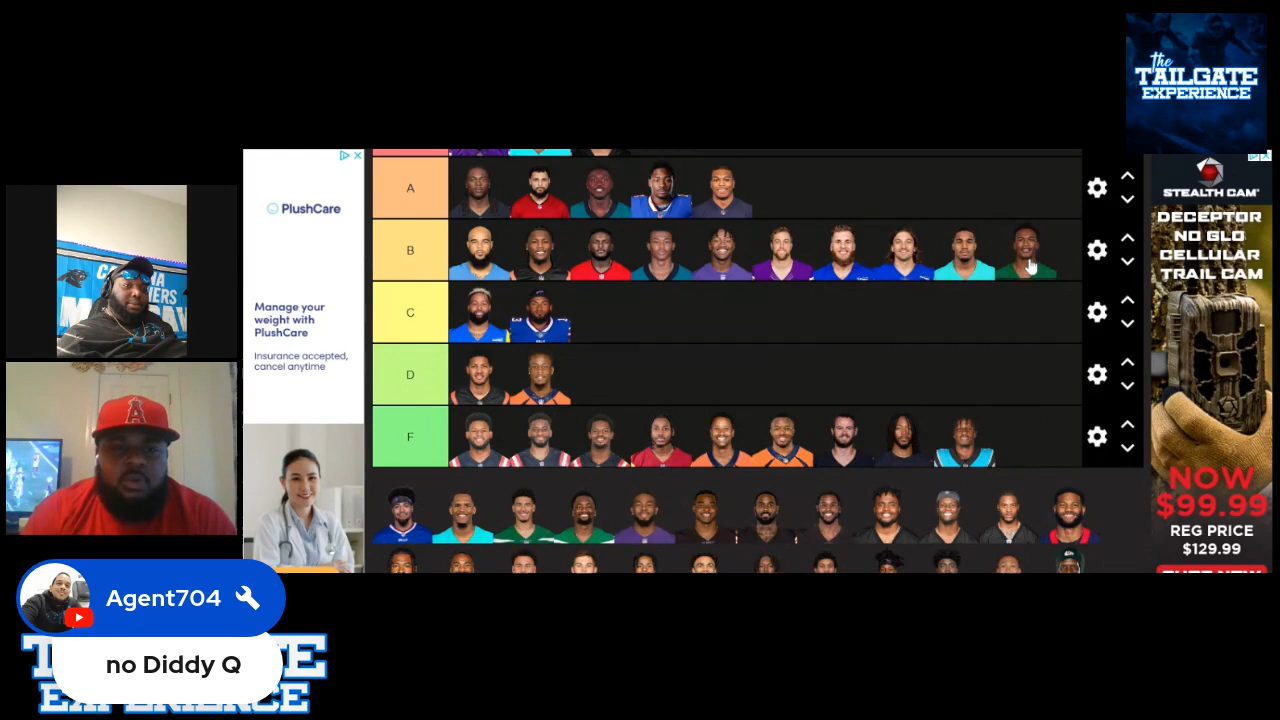 the
TAILGATE
EXPERIENCE
PlushCare
Manage your
weight with
PlushCare
Insurance accepted,
cancel anytime
A
B
C
D
F
STEALTH CAM
DECEPTOR
NO GLO
CELLULAR
TRAIL CAM
NOW
$99.99
REG PRICE
$129.99
Agent704
no Diddy Q
EXPERIENCE